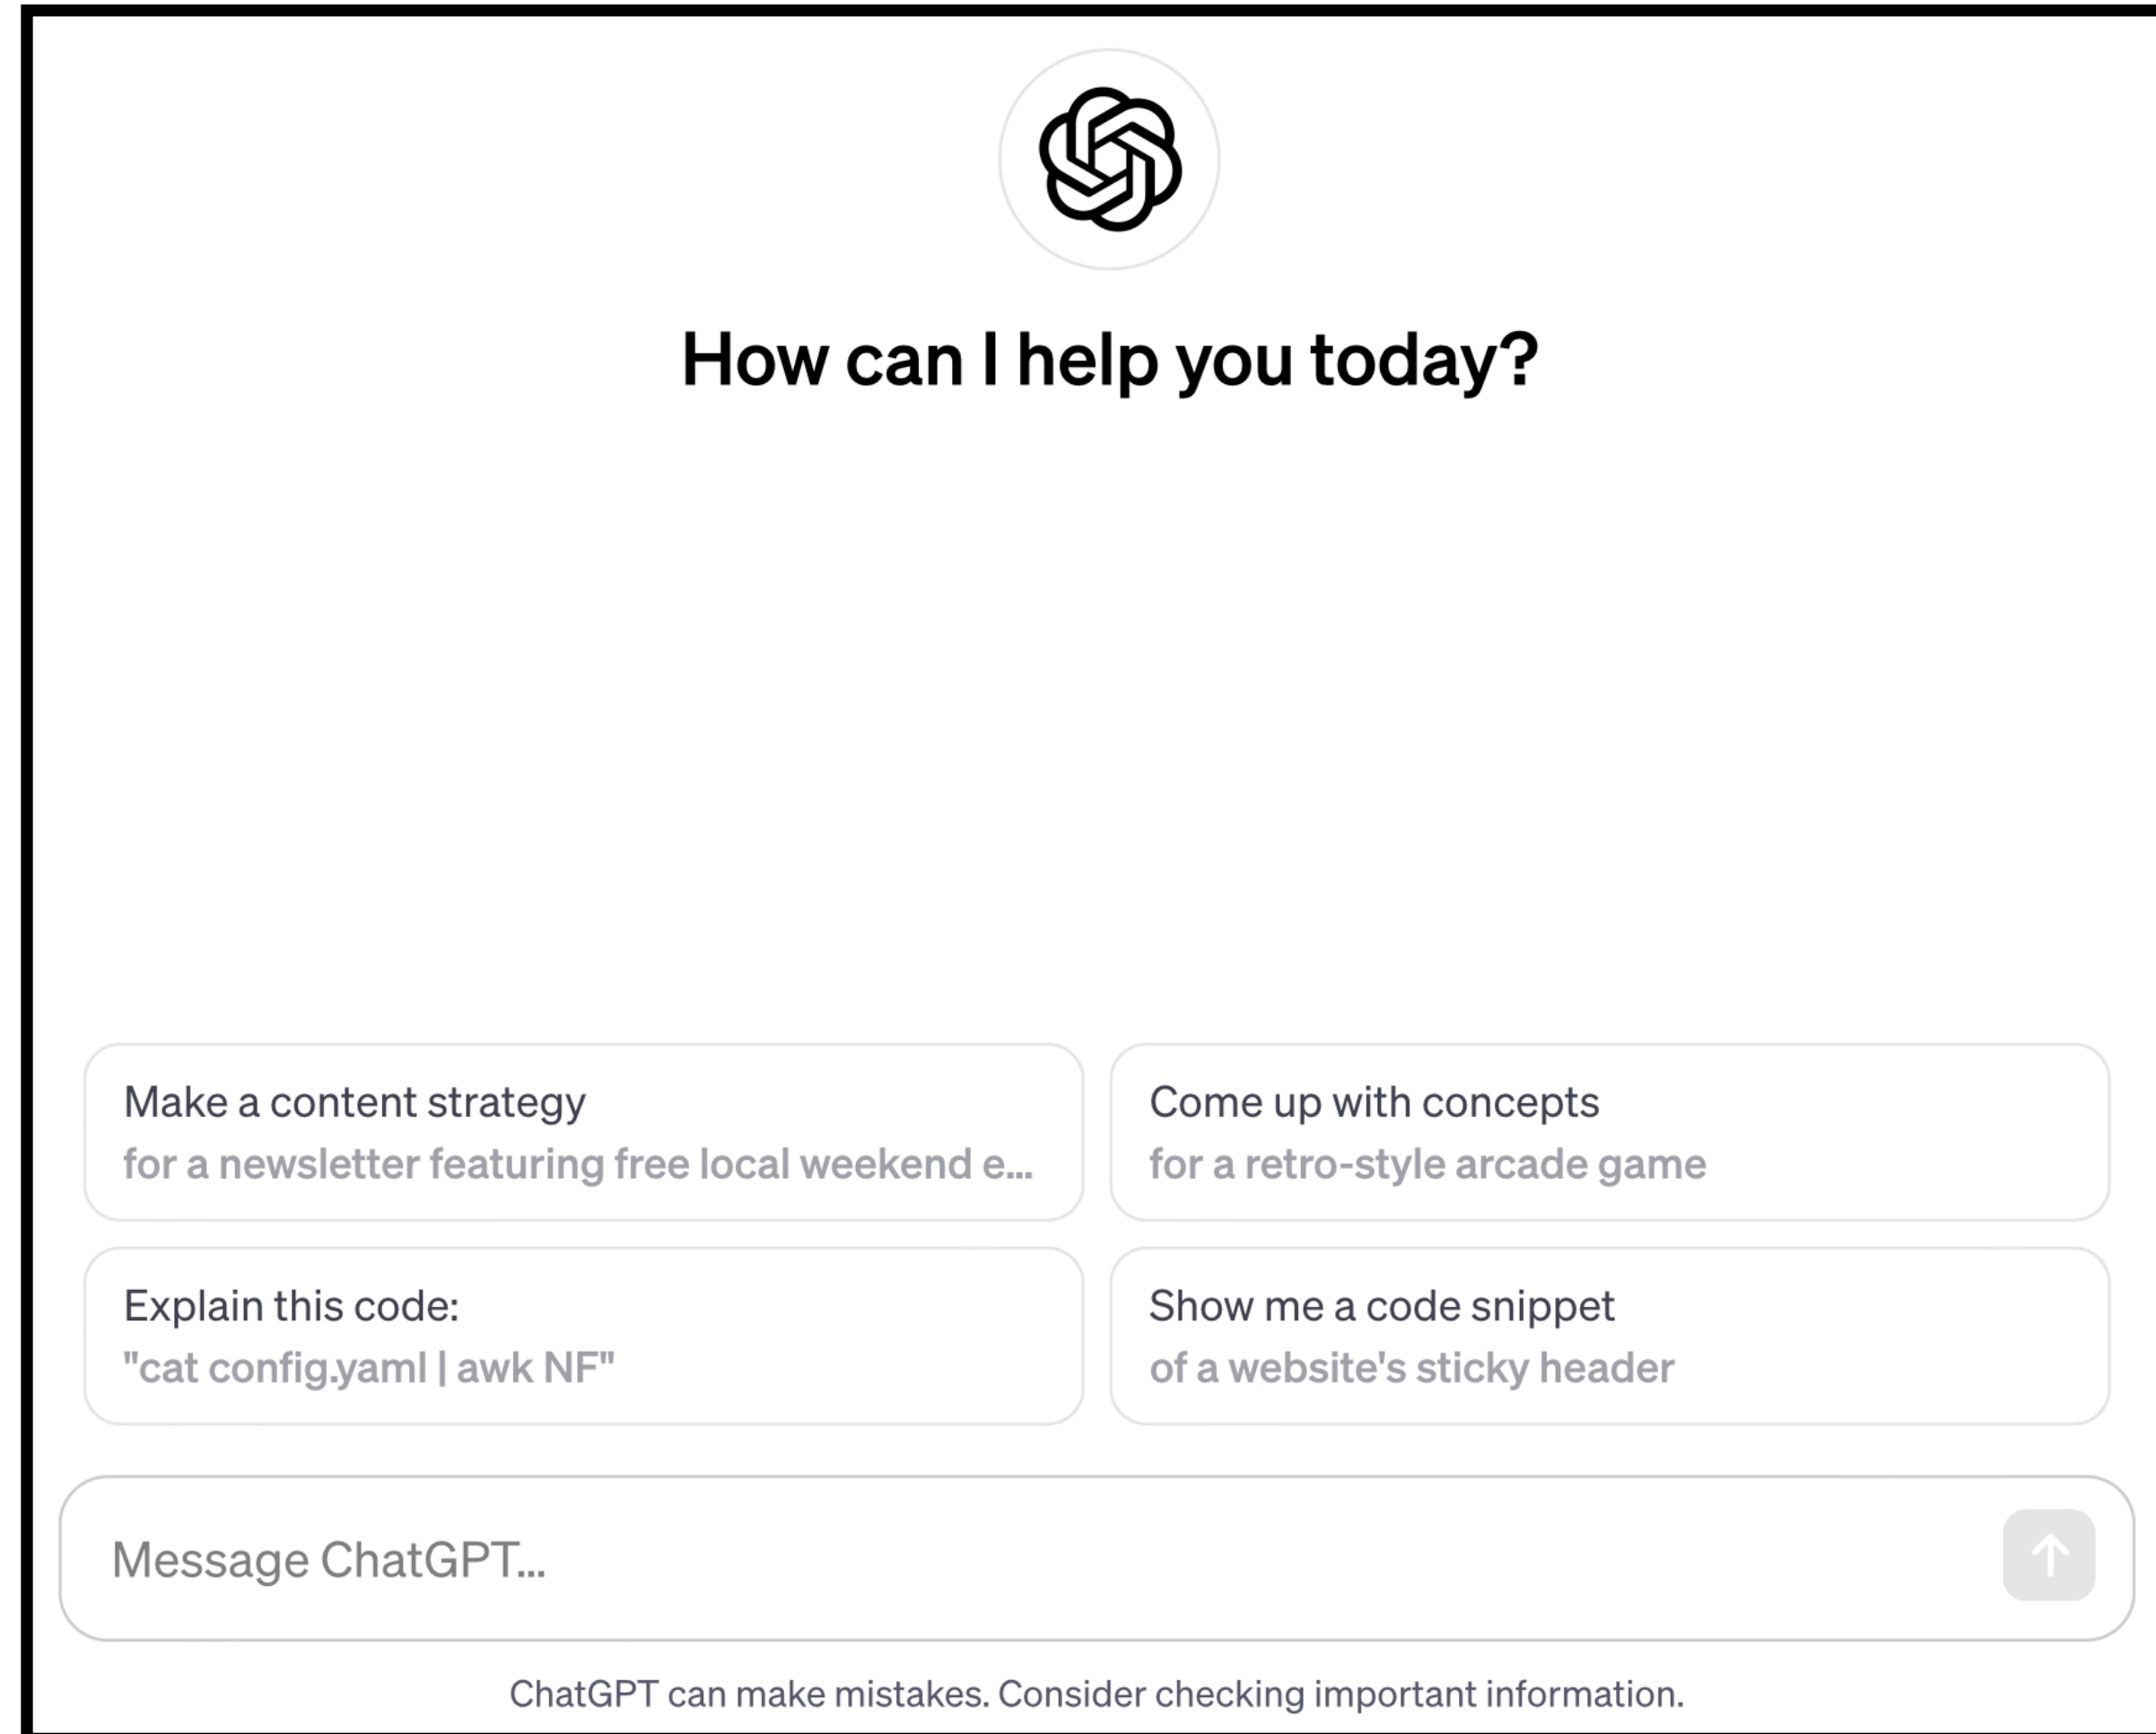 How can I help you today?
Make a content strategy
for a newsletter featuring free local weekend e...
Come up with concepts
for a retro-style arcade game
Explain this code:
"cat config.yaml | awk NF"
Show me a code snippet
of a website's sticky header
Message ChatGPT...
ChatGPT can make mistakes. Consider checking important information.